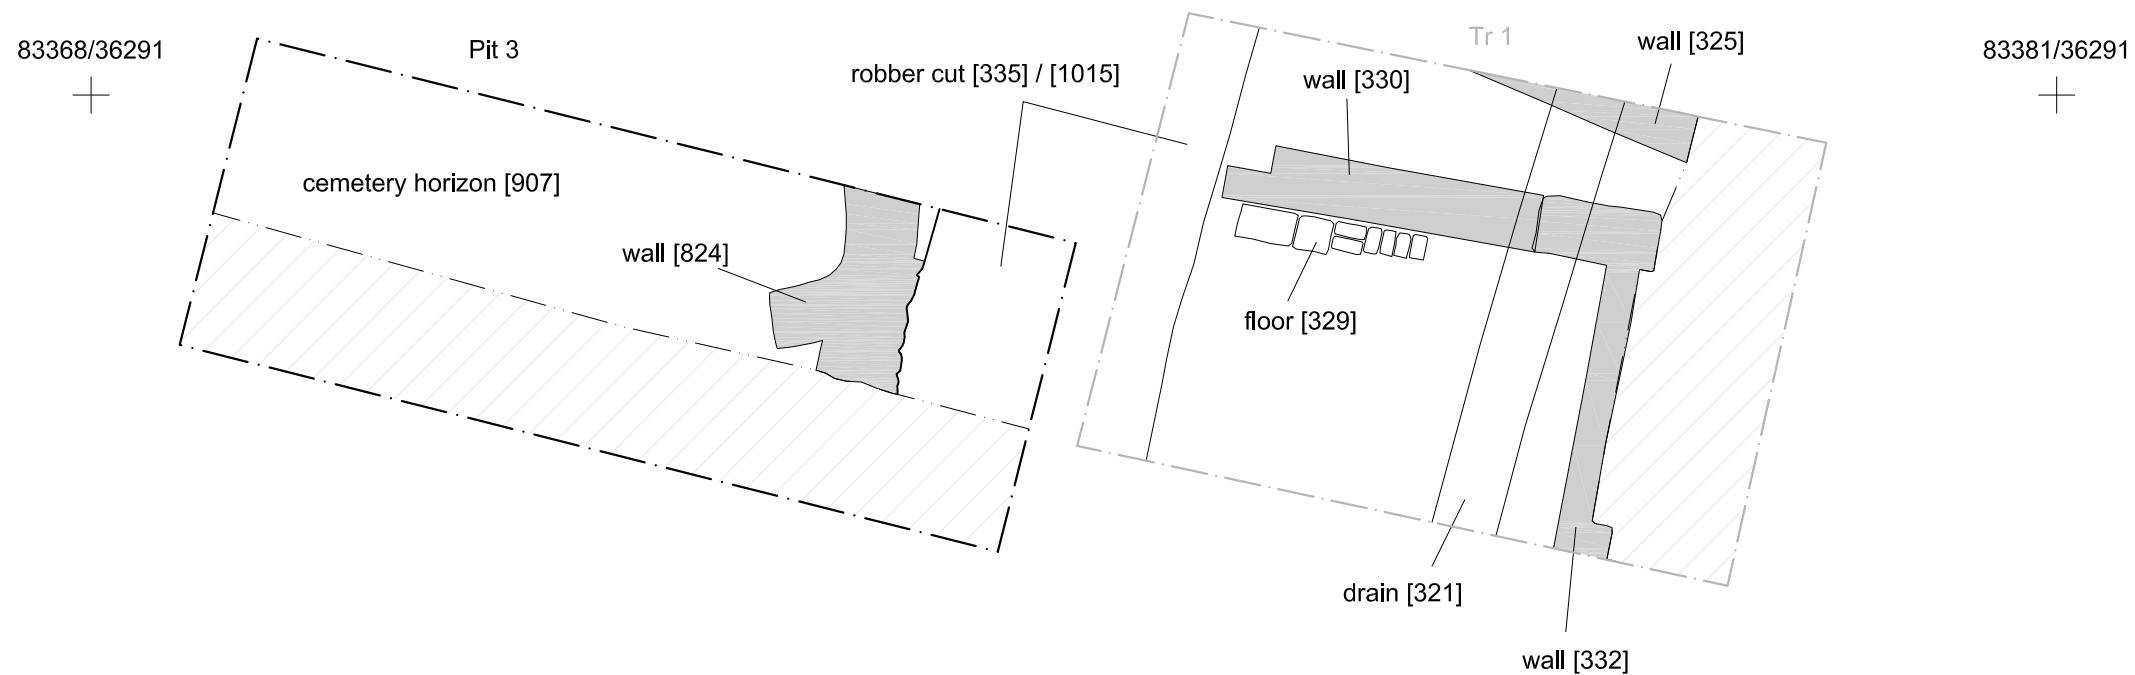 83368/36291
Pit 3
robber cut [335] / [1015]
Tr 1
wall [325]
83381/36291
wall [330]
cemetery horizon [907]
wall [824]
floor [329]
drain [321]
wall [332]